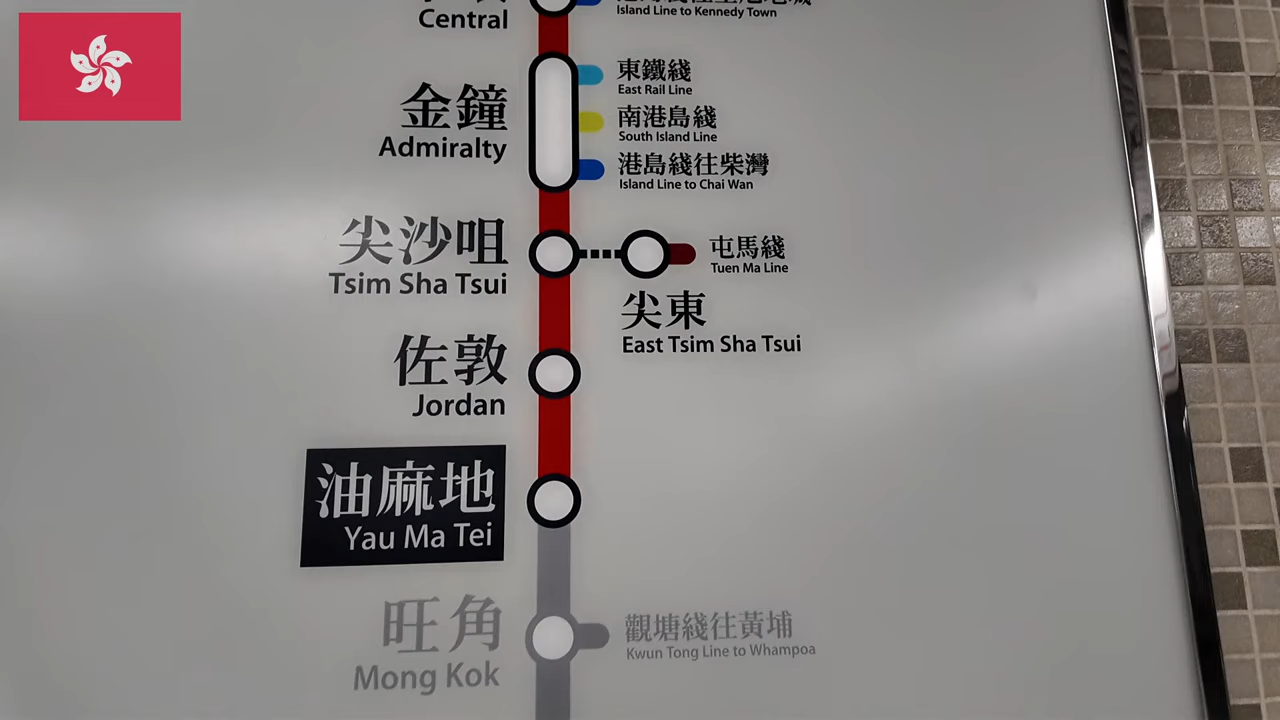 Central
Island Line to Kennedy Town
金鐘
Admiralty
東鐵綫
East Rail Line
南港島綫
South Island Line
港島綫往柴灣
Island Line to Chai Wan
尖沙咀
Tsim Sha Tsui
屯馬綫
Tuen Ma Line
尖東
East Tsim Sha Tsui
佐敦
Jordan
油麻地
Yau Ma Tei
旺角
Mong Kok
觀塘綫往黃埔
Kwun Tong Line to Whampoa